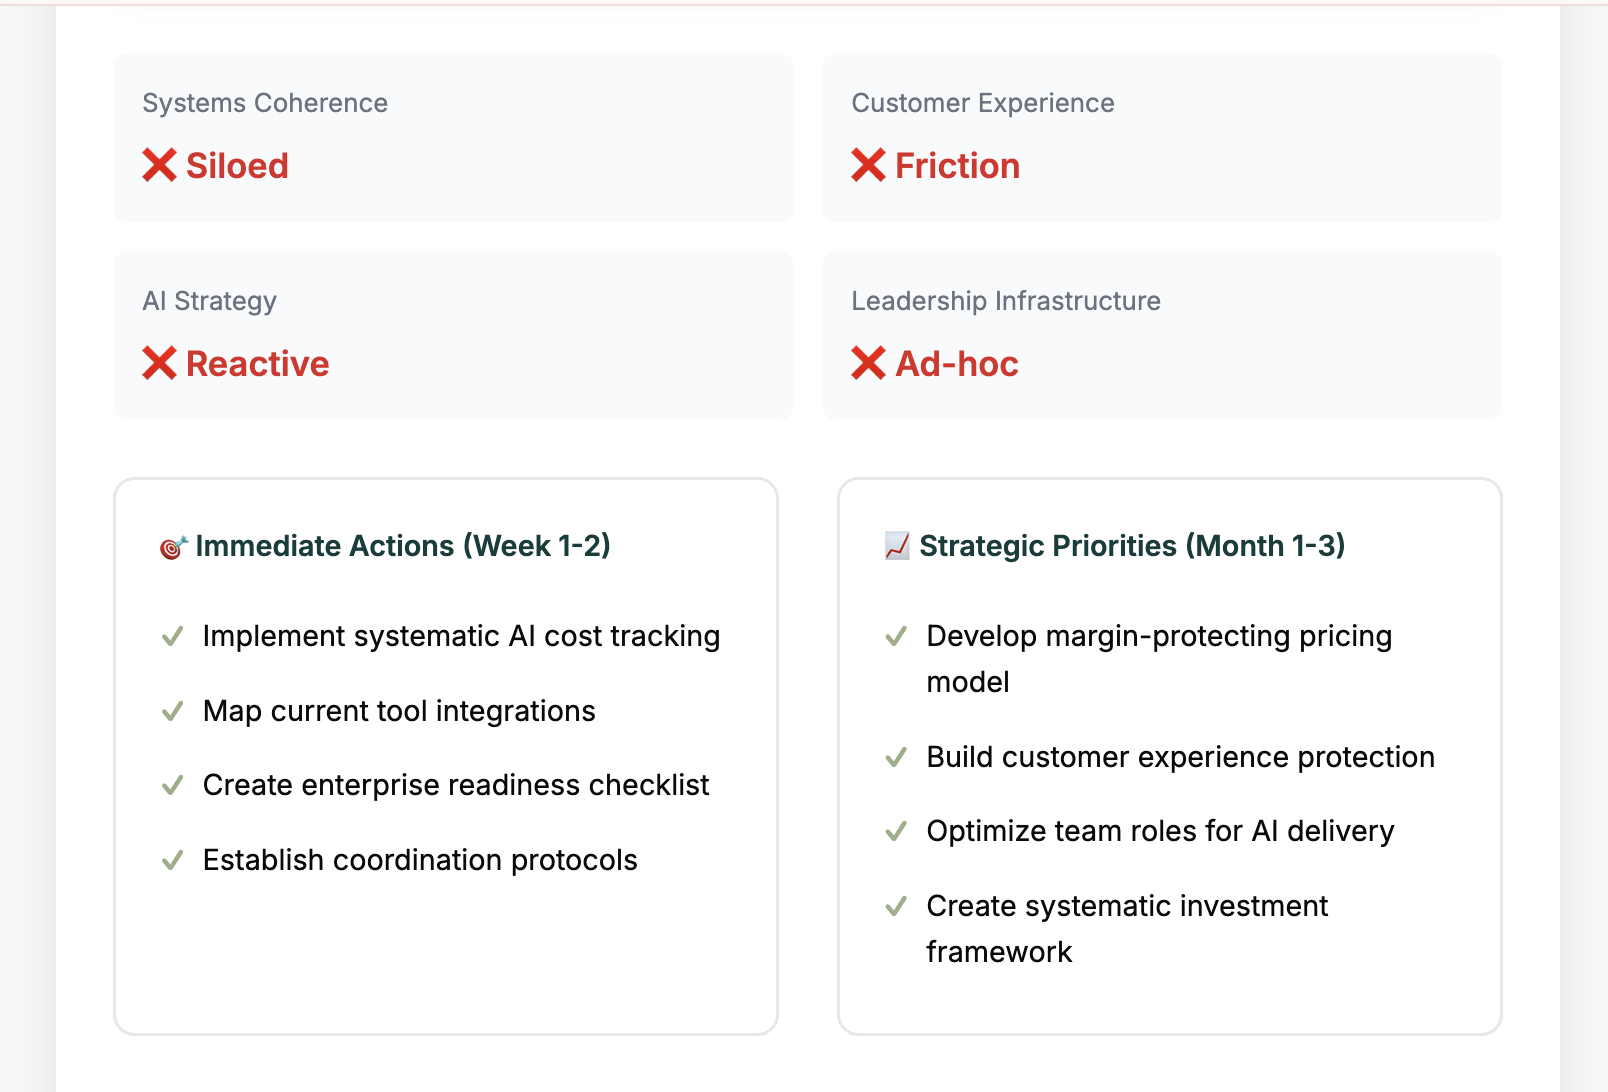 Systems Coherence
❌ Siloed
Customer Experience
❌ Friction
AI Strategy
❌ Reactive
Leadership Infrastructure
❌ Ad-hoc
🎯 Immediate Actions (Week 1-2)
✓ Implement systematic AI cost tracking
✓ Map current tool integrations
✓ Create enterprise readiness checklist
✓ Establish coordination protocols
📈 Strategic Priorities (Month 1-3)
✓ Develop margin-protecting pricing
model
✓ Build customer experience protection
✓ Optimize team roles for AI delivery
✓ Create systematic investment
framework